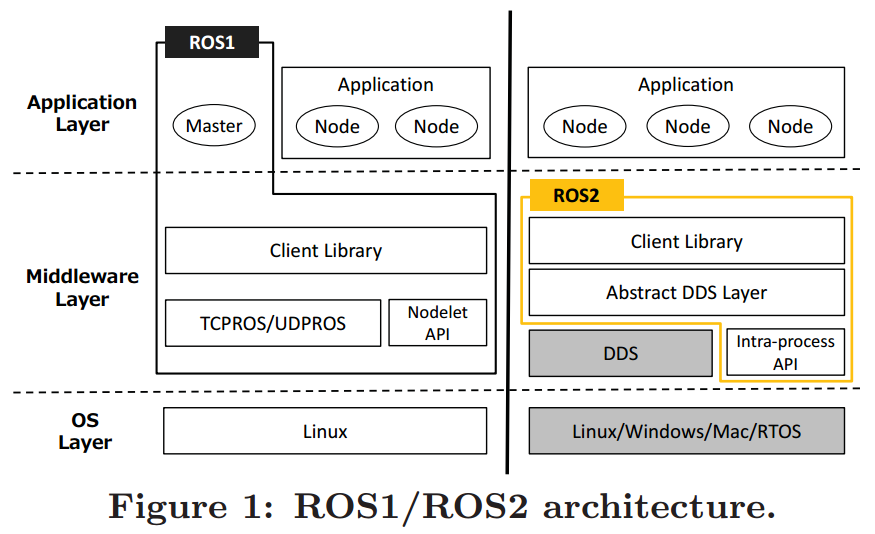 ROS1
Application
Layer
Master
Application
Node
Node
Application
Node
Node
Node
Middleware
Layer
Client Library
TCPROS/UDPROS
Nodelet
API
ROS2
Client Library
Abstract DDS Layer
DDS
Intra-process
API
OS
Layer
Linux
Linux/Windows/Mac/RTOS
Figure 1: ROS1/ROS2 architecture.